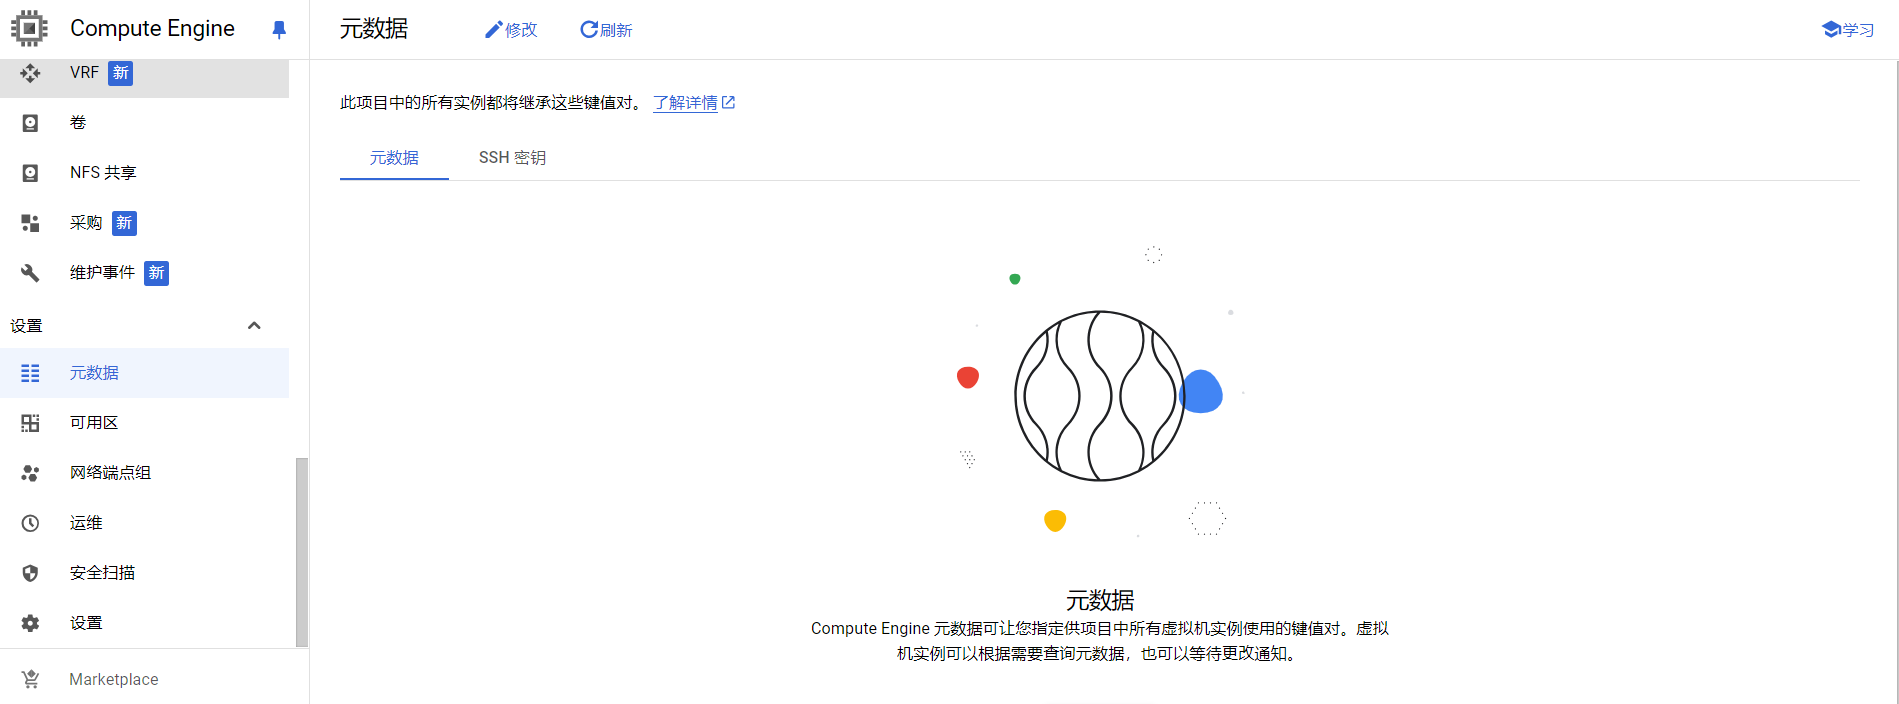 Compute Engine
VRF 新
卷
NFS 共享
采购 新
维护事件 新
设置
元数据
可用区
网络端点组
运维
安全扫描
设置
Marketplace
元数据 修改 刷新 学习
此项目中的所有实例都将继承这些键值对。 了解详情
元数据 SSH 密钥
元数据
Compute Engine 元数据可让您指定供项目中所有虚拟机实例使用的键值对。虚拟
机实例可以根据需要查询元数据，也可以等待更改通知。